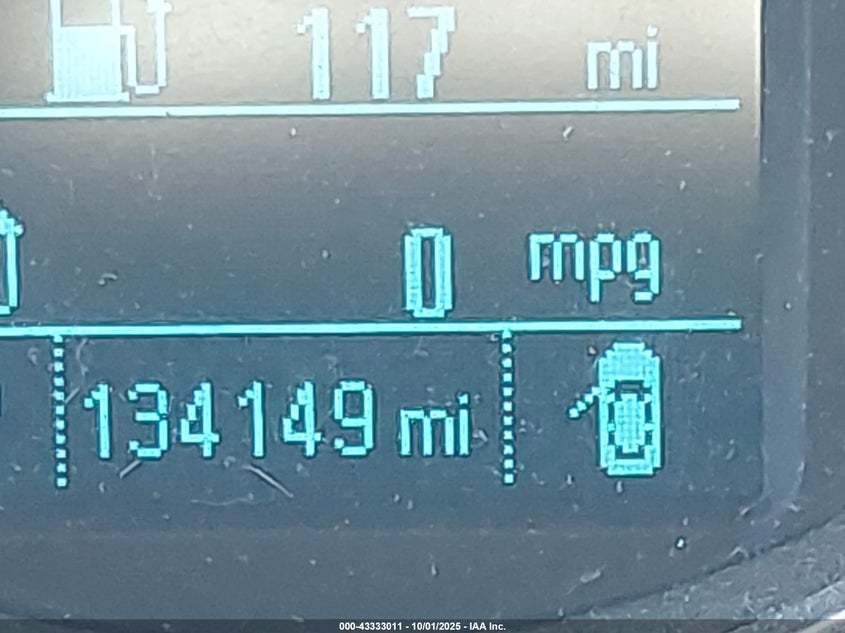 117 mi
0 mpg
134149 mi
000-43333011 - 10/01/2025 - IAA Inc.